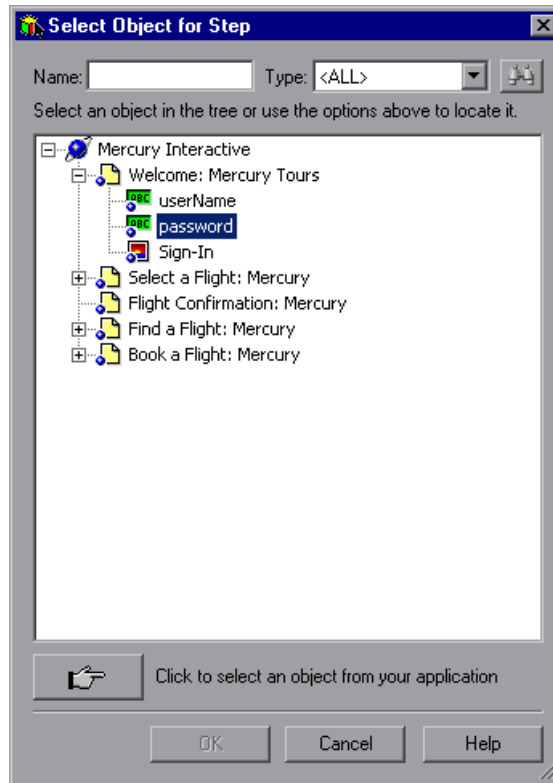 Select Object for Step
Name: Type: <ALL>
Select an object in the tree or use the options above to locate it.
Mercury Interactive
Welcome: Mercury Tours
ABC userName
ABC password
Sign-In
Select a Flight: Mercury
Flight Confirmation: Mercury
Find a Flight: Mercury
Book a Flight: Mercury
Click to select an object from your application
OK Cancel Help